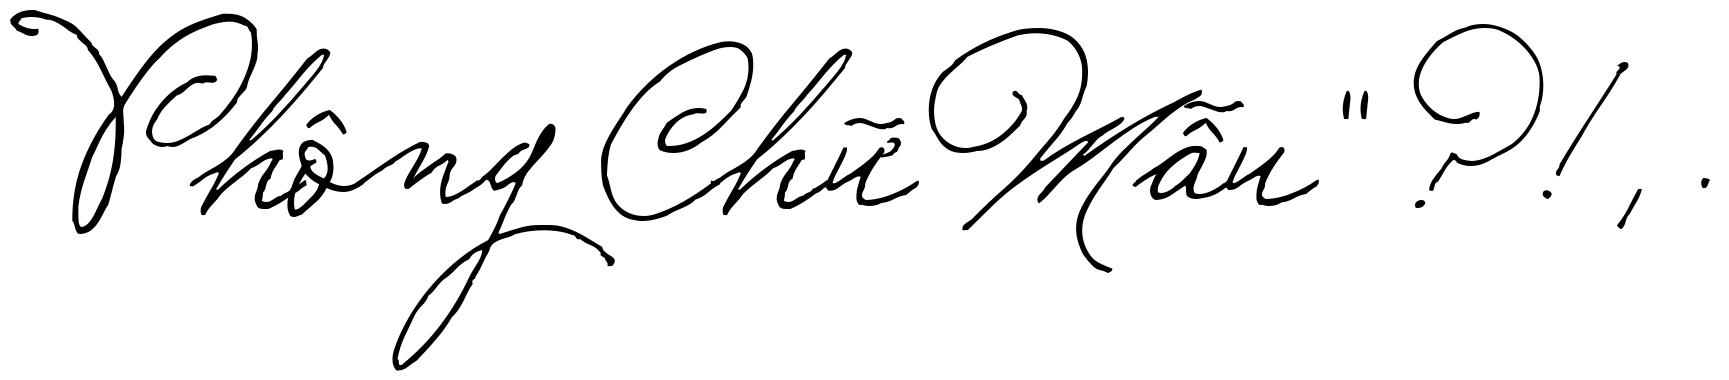 Phông Chữ Mẫu " ? ! , .